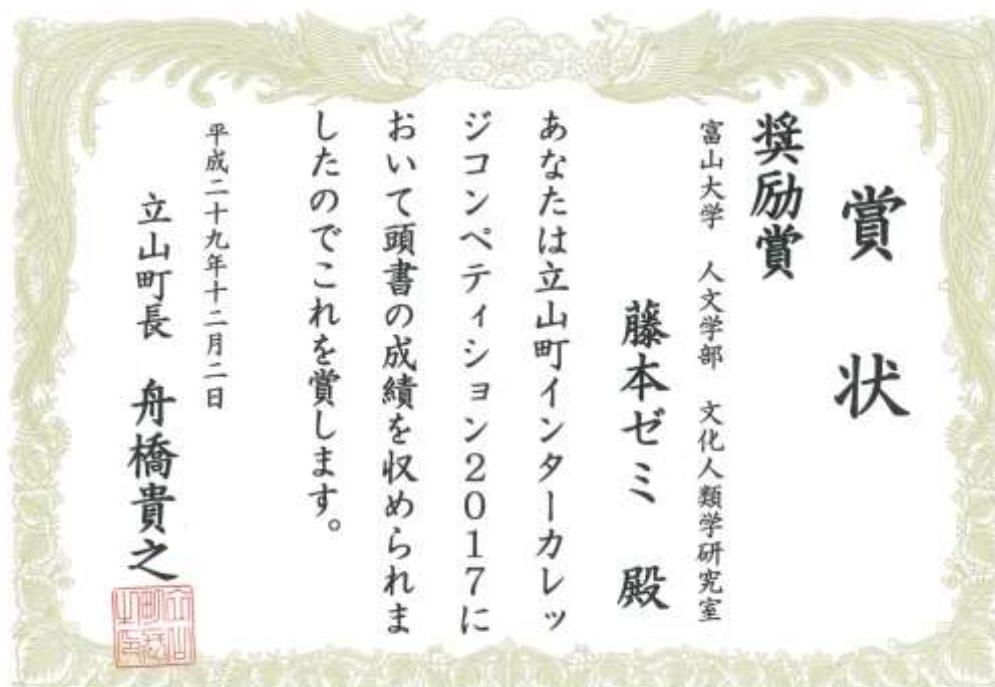 賞状
奨励賞
富山大学 人文学部 文化人類学研究室
藤本ゼミ 殿
あなたは立山町インターカレッ
ジコンペティション2017に
おいて頭書の成績を収められま
したのでこれを賞します。
平成二十九年十二月二日
立山町長 舟橋貴之